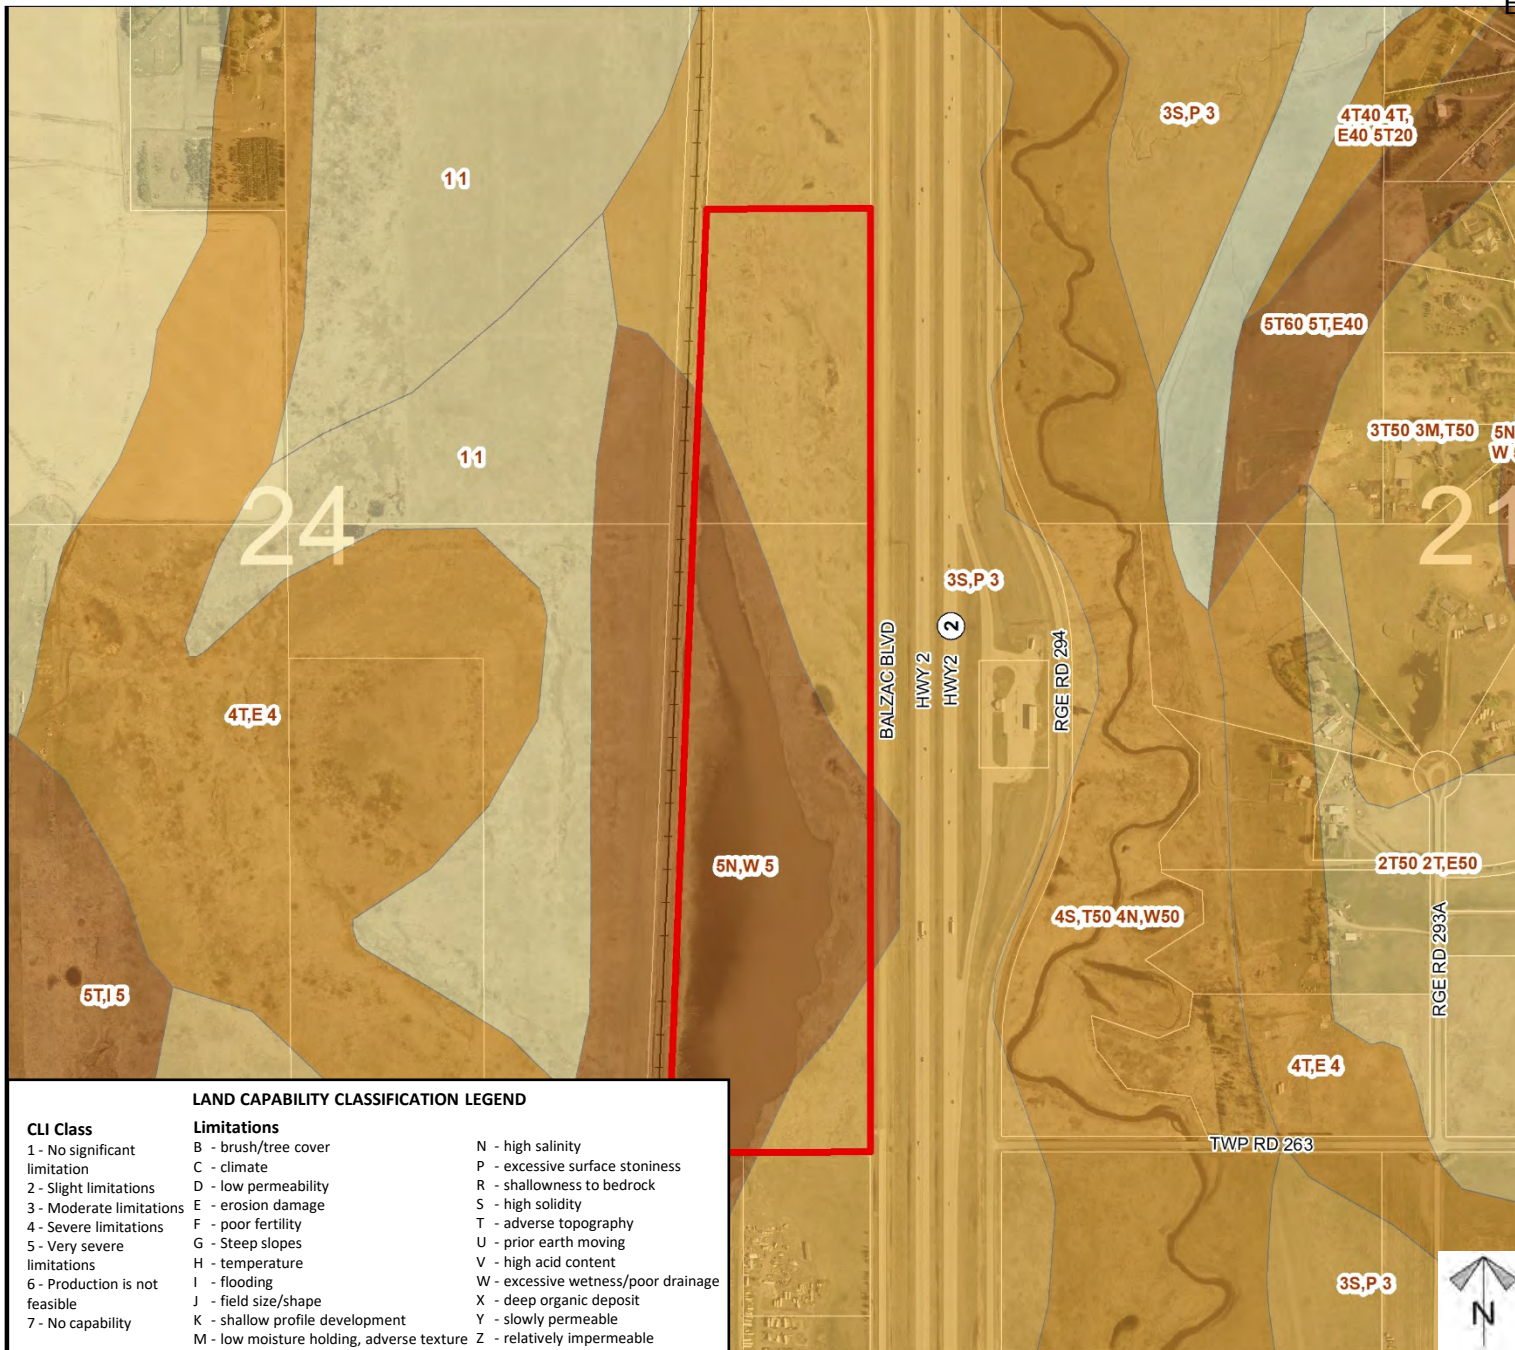 E
3S,P 3
4T40 4T,
E40 5T20
11
5T60 5T,E40
3T50 3M,T50
5N
W
11
24
21
3S,P 3
2
BALZAC BLVD
HWY 2
HWY2
RGE RD 294
4T,E 4
5N,W 5
2T50 2T,E50
4S,T50 4N,W50
RGE RD 293A
5T,I 5
4T,E 4
TWP RD 263
3S,P 3
N
LAND CAPABILITY CLASSIFICATION LEGEND
CLI Class
1 - No significant
limitation
2 - Slight limitations
3 - Moderate limitations
4 - Severe limitations
5 - Very severe
limitations
6 - Production is not
feasible
7 - No capability
Limitations
B - brush/tree cover
C - climate
D - low permeability
E - erosion damage
F - poor fertility
G - Steep slopes
H - temperature
I - flooding
J - field size/shape
K - shallow profile development
M - low moisture holding, adverse texture
N - high salinity
P - excessive surface stoniness
R - shallowness to bedrock
S - high solidity
T - adverse topography
U - prior earth moving
V - high acid content
W - excessive wetness/poor drainage
X - deep organic deposit
Y - slowly permeable
Z - relatively impermeable